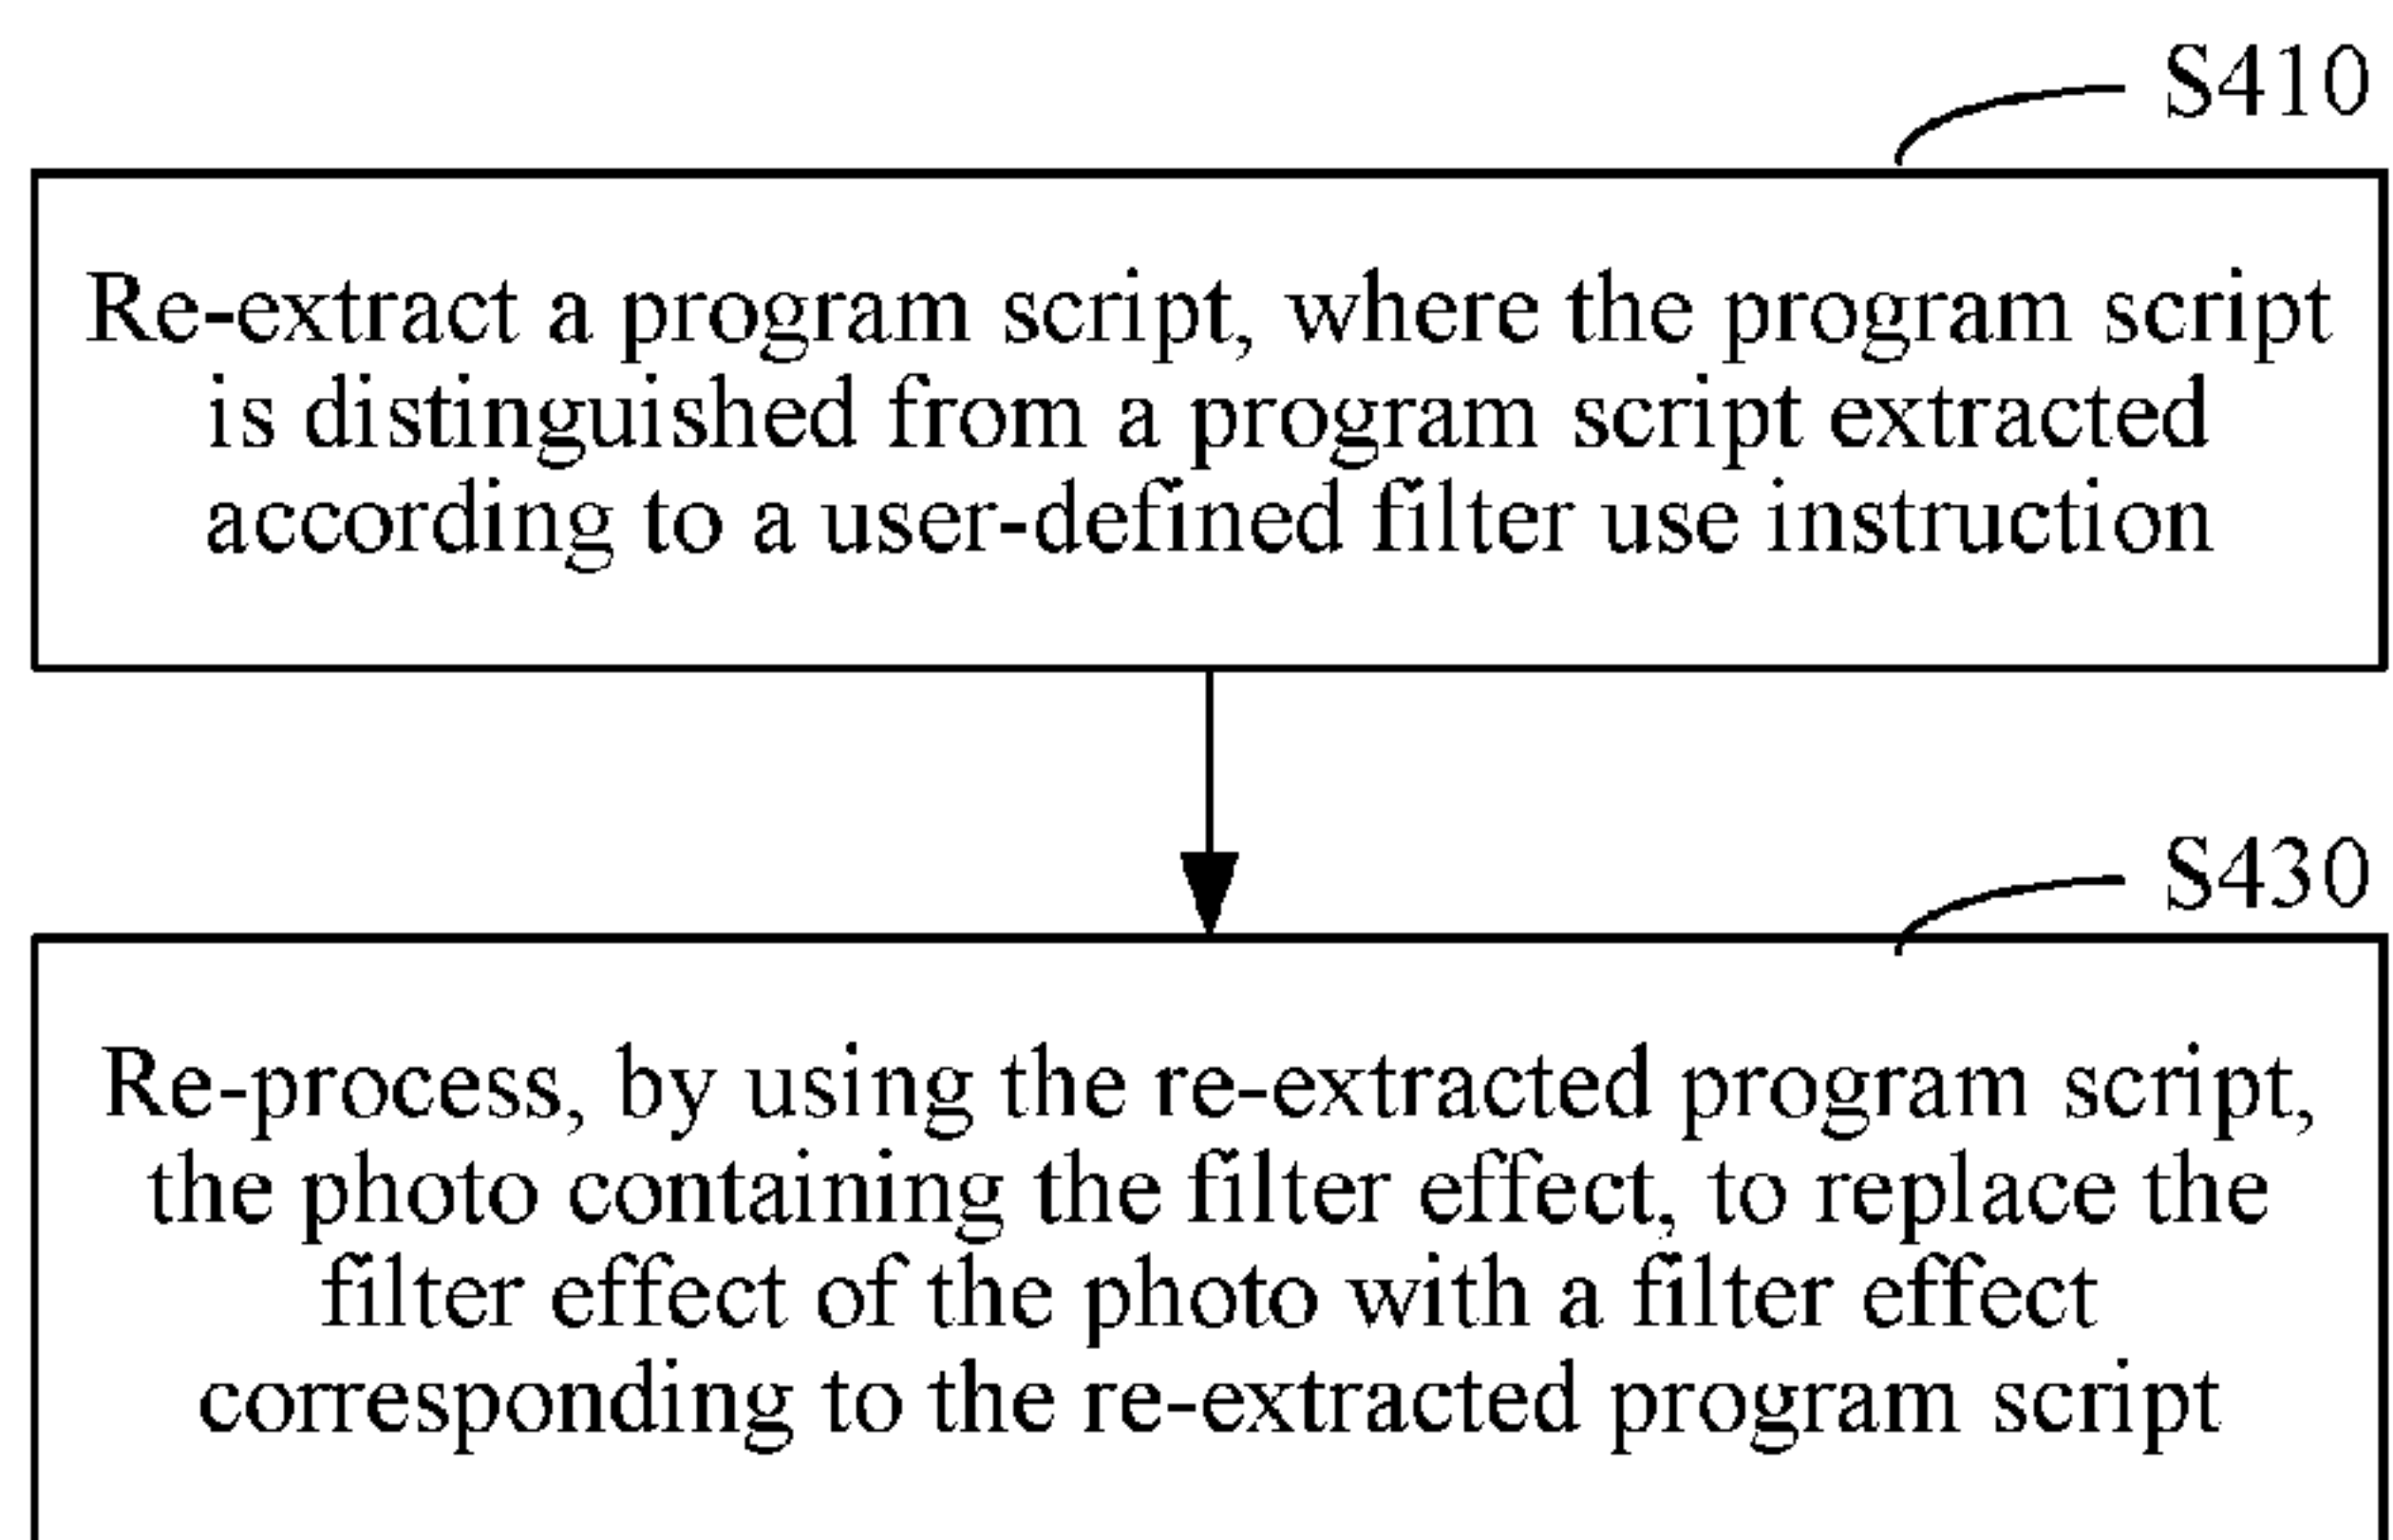 S410
Re-extract a program script, where the program script
is distinguished from a program script extracted
according to a user-defined filter use instruction
S430
Re-process, by using the re-extracted program script,
the photo containing the filter effect, to replace the
filter effect of the photo with a filter effect
corresponding to the re-extracted program script